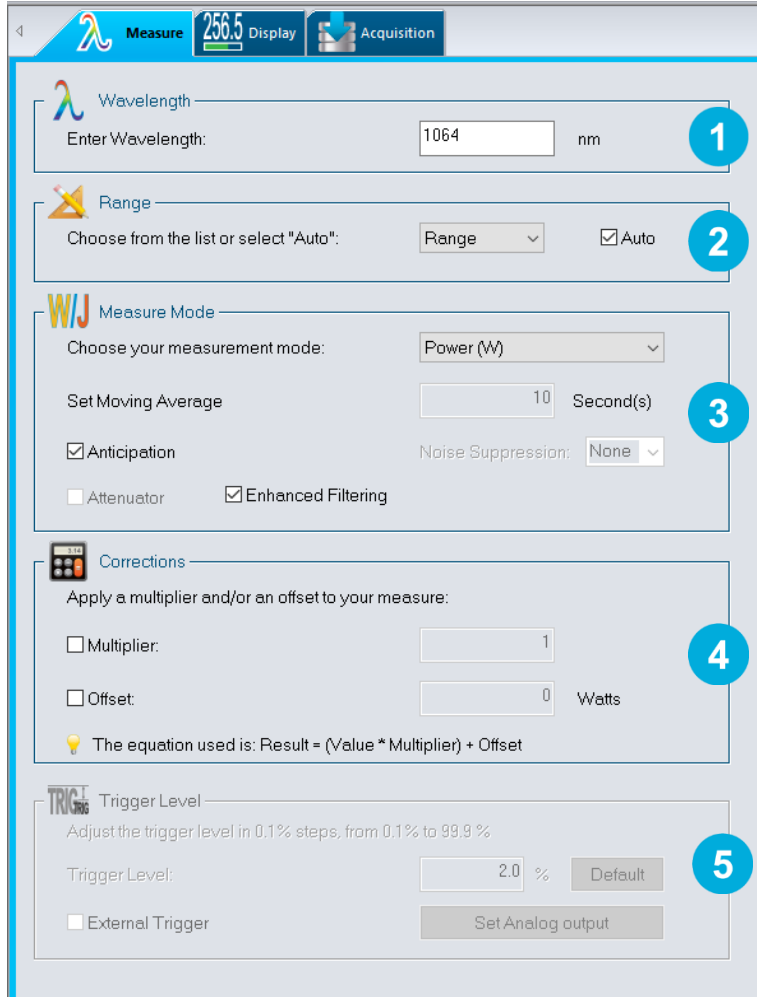 Measure 256.5 Display Acquisition
Wavelength
Enter Wavelength: 1064 nm 1
Range
Choose from the list or select "Auto": Range Auto 2
W/J Measure Mode
Choose your measurement mode: Power (W)
Set Moving Average 10 Second(s) 3
Anticipation Noise Suppression: None
Attenuator Enhanced Filtering
3.14 Corrections
Apply a multiplier and/or an offset to your measure:
Multiplier: 1 4
Offset: 0 Watts
The equation used is: Result = (Value * Multiplier) + Offset
TRIG TRIG Trigger Level
Adjust the trigger level in 0.1% steps, from 0.1% to 99.9 %
Trigger Level: 2.0 % Default 5
External Trigger Set Analog output